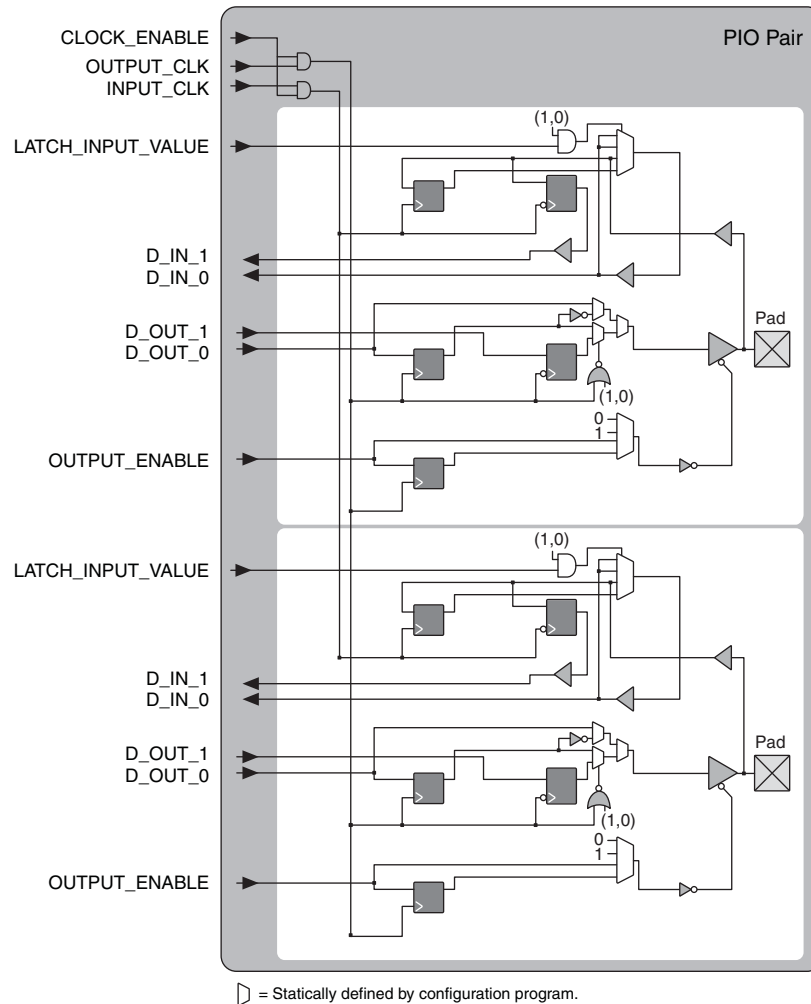 PIO Pair
CLOCK_ENABLE
OUTPUT_CLK
INPUT_CLK
(1,0)
LATCH_INPUT_VALUE
D_IN_1
D_IN_0
D_OUT_1
D_OUT_0
Pad
(1,0)
0
1
OUTPUT_ENABLE
(1,0)
LATCH_INPUT_VALUE
D_IN_1
D_IN_0
D_OUT_1
D_OUT_0
Pad
(1,0)
0
1
OUTPUT_ENABLE
= Statically defined by configuration program.